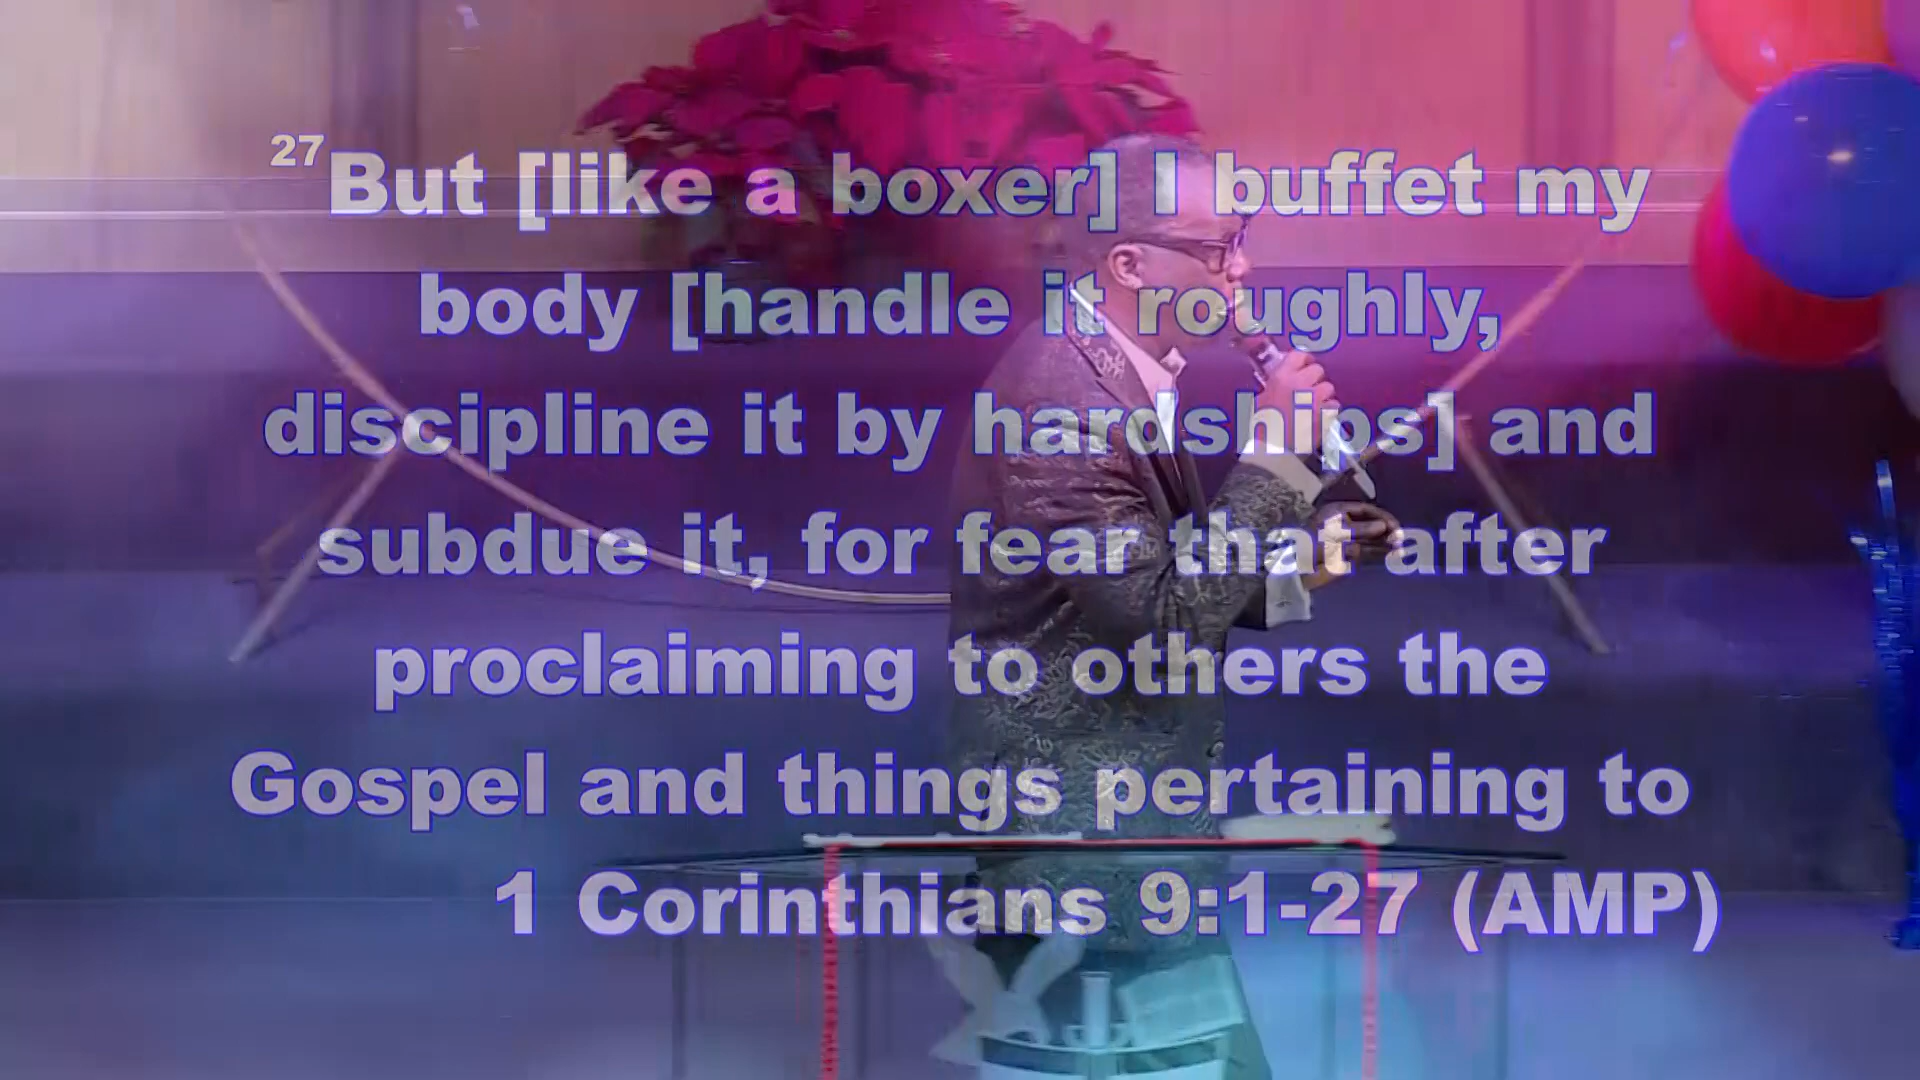 27But [like a boxer] I buffet my
body [handle it roughly,
discipline it by hardships] and
subdue it, for fear that after
proclaiming to others the
Gospel and things pertaining to
1 Corinthians 9:1-27 (AMP)